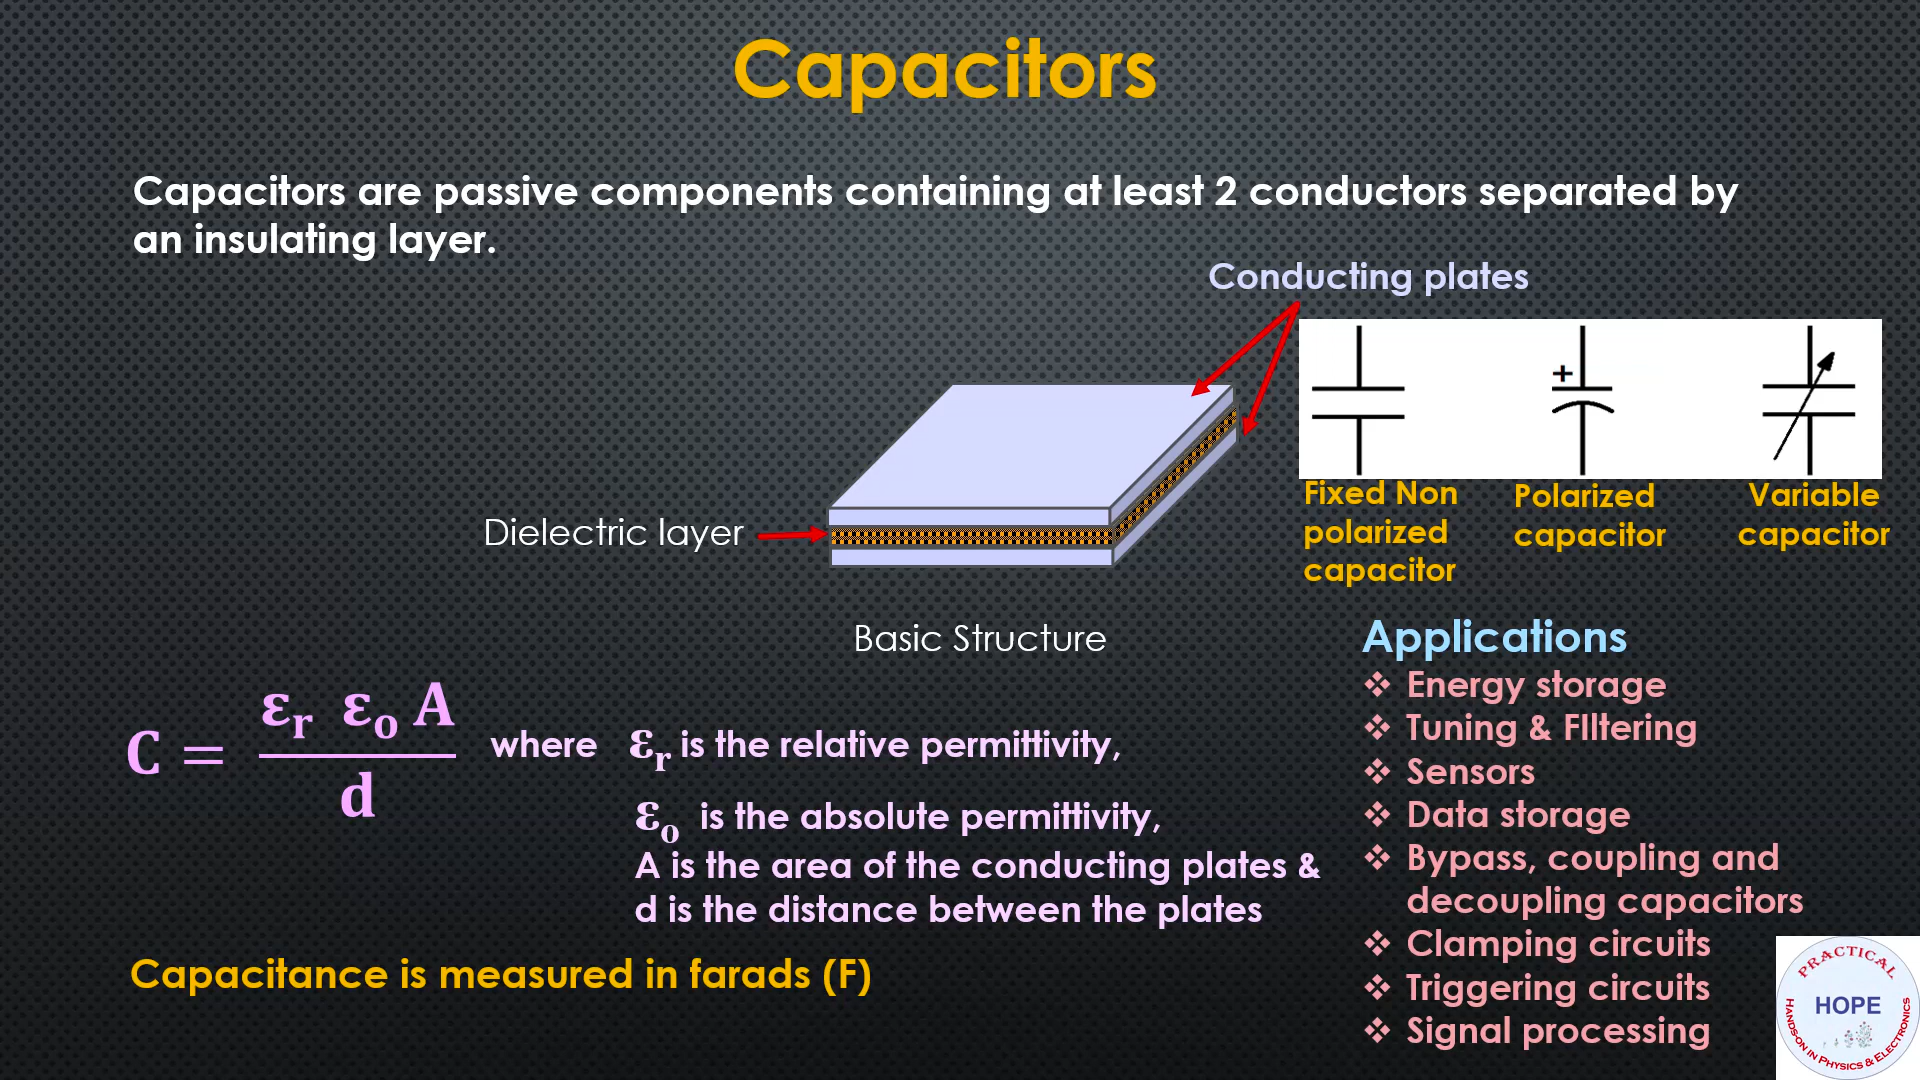 Capacitors
Capacitors are passive components containing at least 2 conductors separated by
an insulating layer.
Conducting plates
+
Fixed Non
polarized
capacitor
Polarized
capacitor
Variable
capacitor
Dielectric layer
Basic Structure
C = εr εo A / d
where εr is the relative permittivity,
εo is the absolute permittivity,
A is the area of the conducting plates &
d is the distance between the plates
Capacitance is measured in farads (F)
Applications
❖ Energy storage
❖ Tuning & FIltering
❖ Sensors
❖ Data storage
❖ Bypass, coupling and
decoupling capacitors
❖ Clamping circuits
❖ Triggering circuits
❖ Signal processing
PRACTICAL
HOPE
HANDS-ON IN PHYSICS & ELECTRONICS